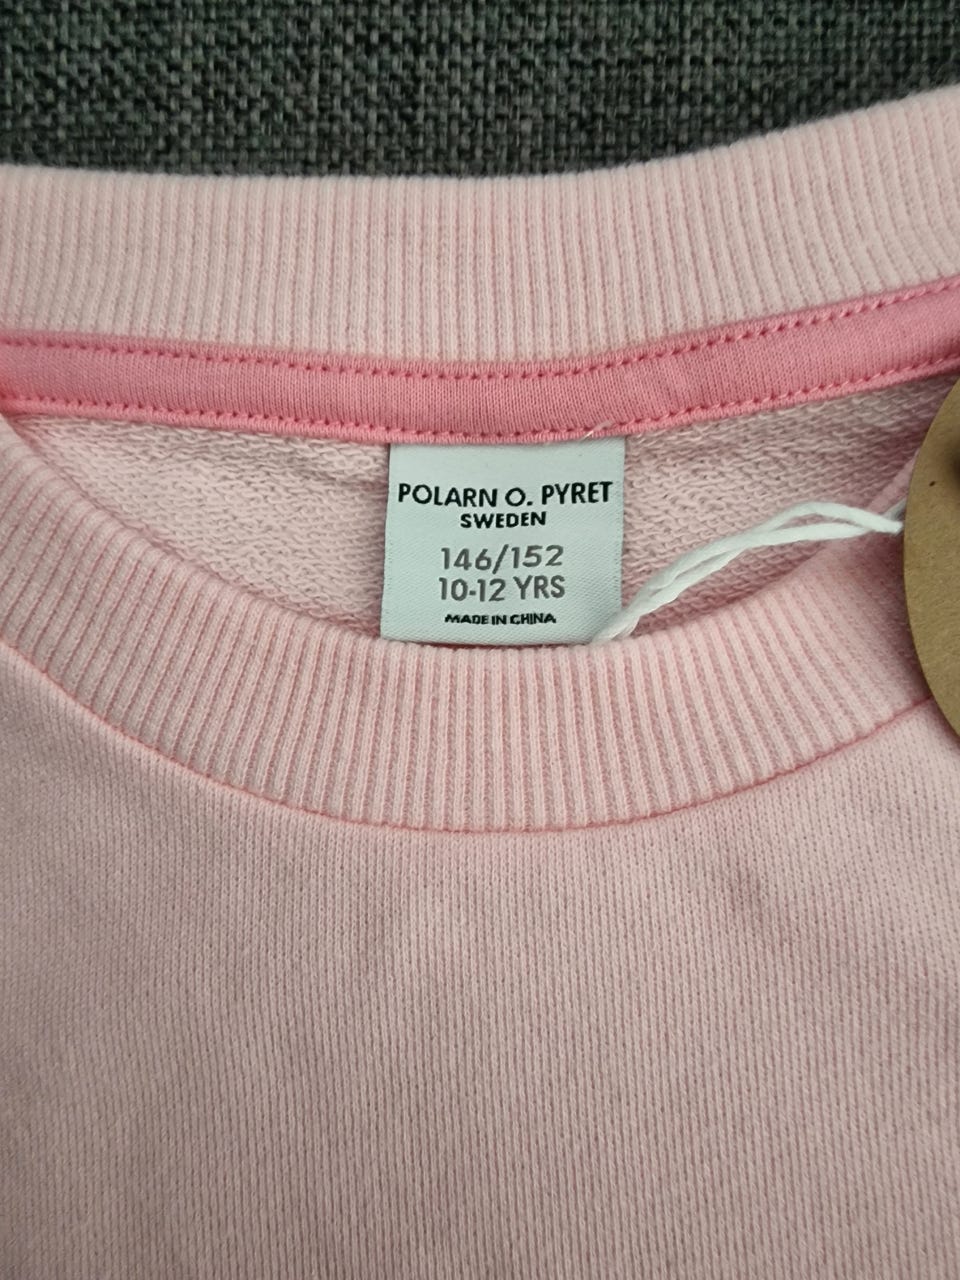 POLARN O. PYRET
SWEDEN
146/152
10-12 YRS
MADE IN CHINA